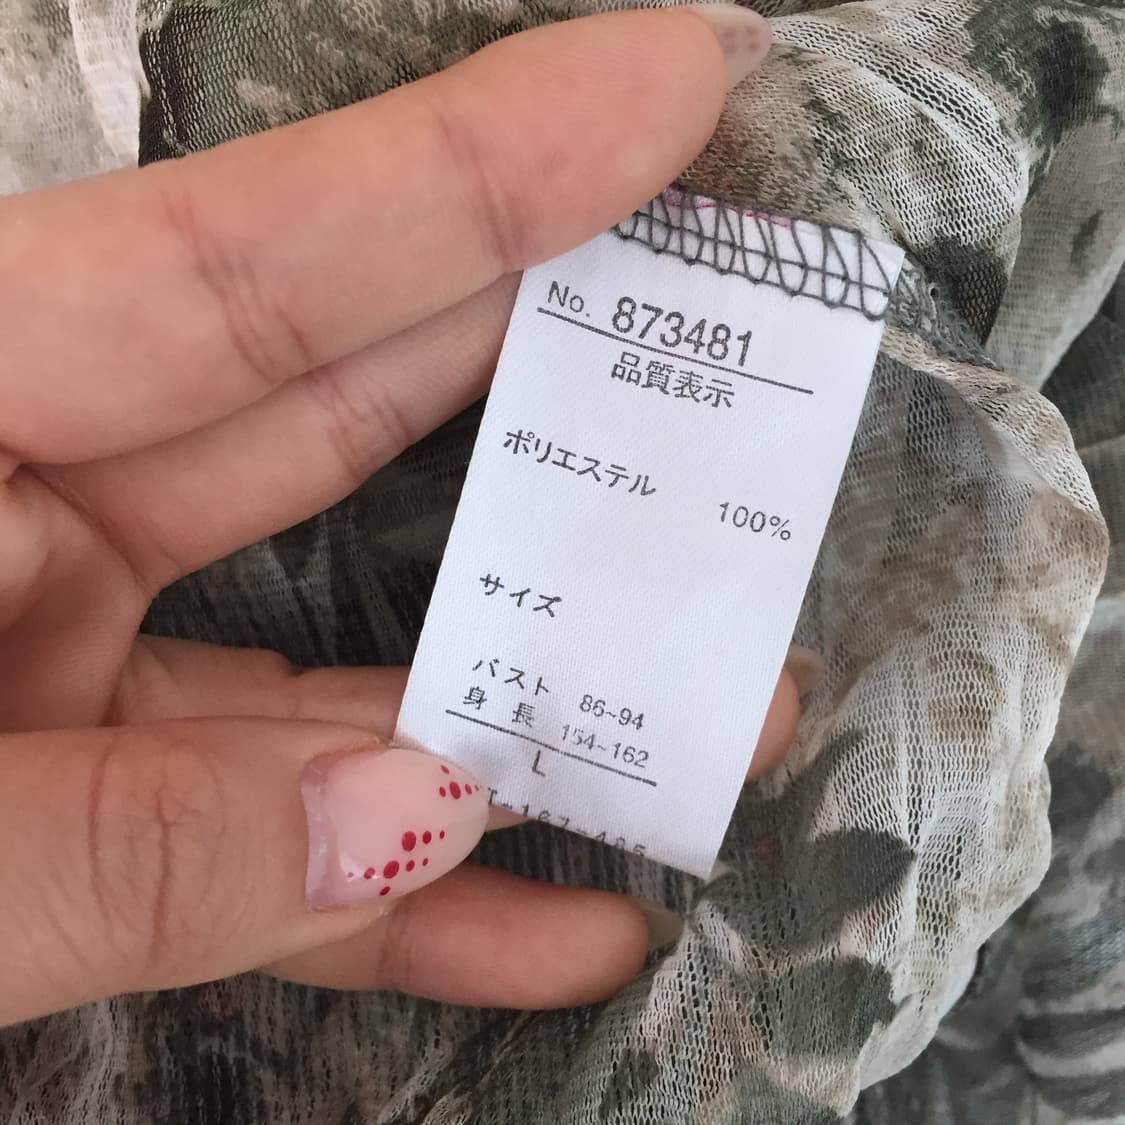 No. 873481
品質表示
ポリエステル
100%
サイズ
バスト 86~94
身 長 154~162
L